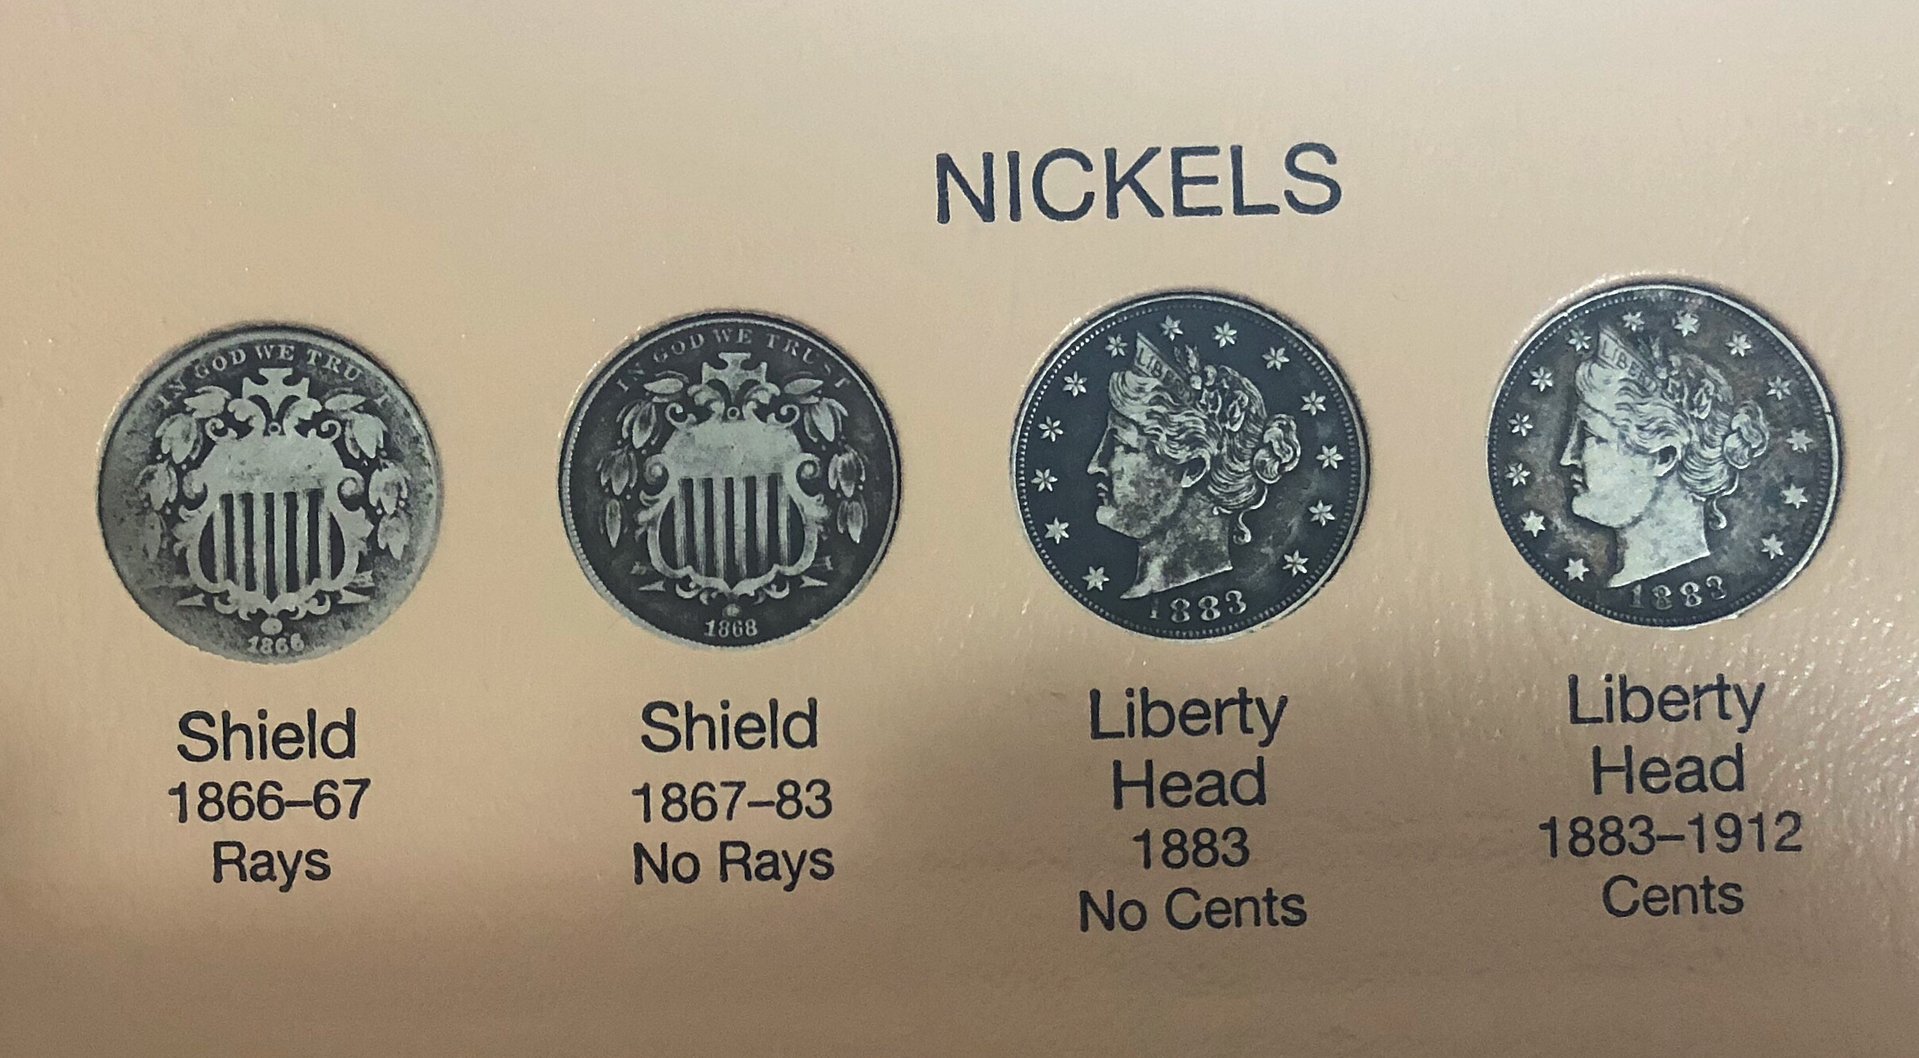 NICKELS
IN GOD WE TRUST
1866
Shield
1866–67
Rays
IN GOD WE TRUST
1868
Shield
1867–83
No Rays
1883
Liberty
Head
1883
No Cents
LIBERTY
1883
Liberty
Head
1883–1912
Cents